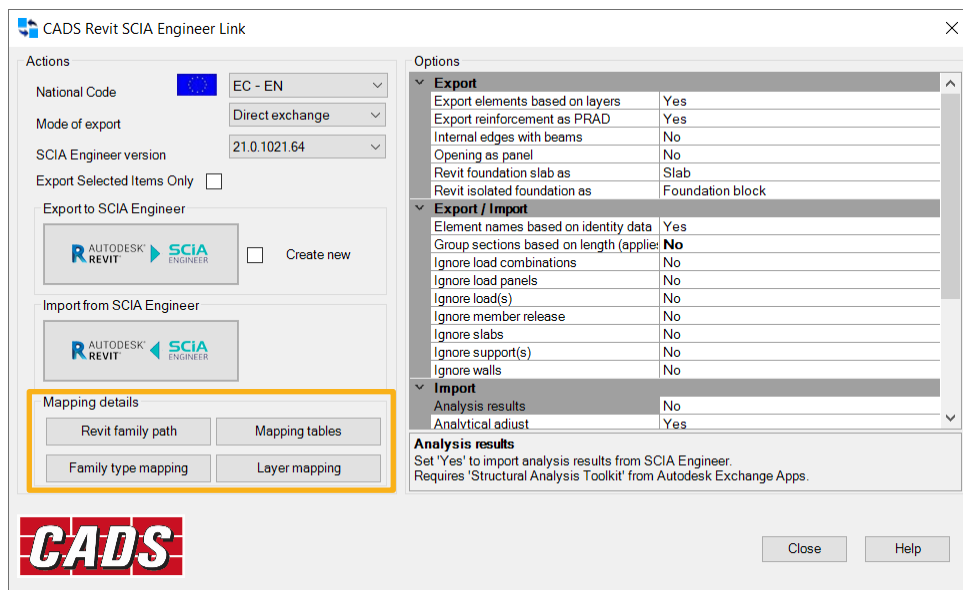 CADS Revit SCIA Engineer Link
Actions
National Code
EC - EN
Mode of export
Direct exchange
SCIA Engineer version
21.0.1021.64
Export Selected Items Only
Export to SCIA Engineer
AUTODESK® REVIT® SCIA ENGINEER
Create new
Import from SCIA Engineer
AUTODESK® REVIT® SCIA ENGINEER
Mapping details
Revit family path
Mapping tables
Family type mapping
Layer mapping
Options
Export
Export elements based on layers Yes
Export reinforcement as PRAD Yes
Internal edges with beams No
Opening as panel No
Revit foundation slab as Slab
Revit isolated foundation as Foundation block
Export / Import
Element names based on identity data Yes
Group sections based on length (applies No
Ignore load combinations No
Ignore load panels No
Ignore load(s) No
Ignore member release No
Ignore slabs No
Ignore support(s) No
Ignore walls No
Import
Analysis results No
Analytical adjust Yes
Analysis results
Set 'Yes' to import analysis results from SCIA Engineer.
Requires 'Structural Analysis Toolkit' from Autodesk Exchange Apps.
CADS
Close
Help